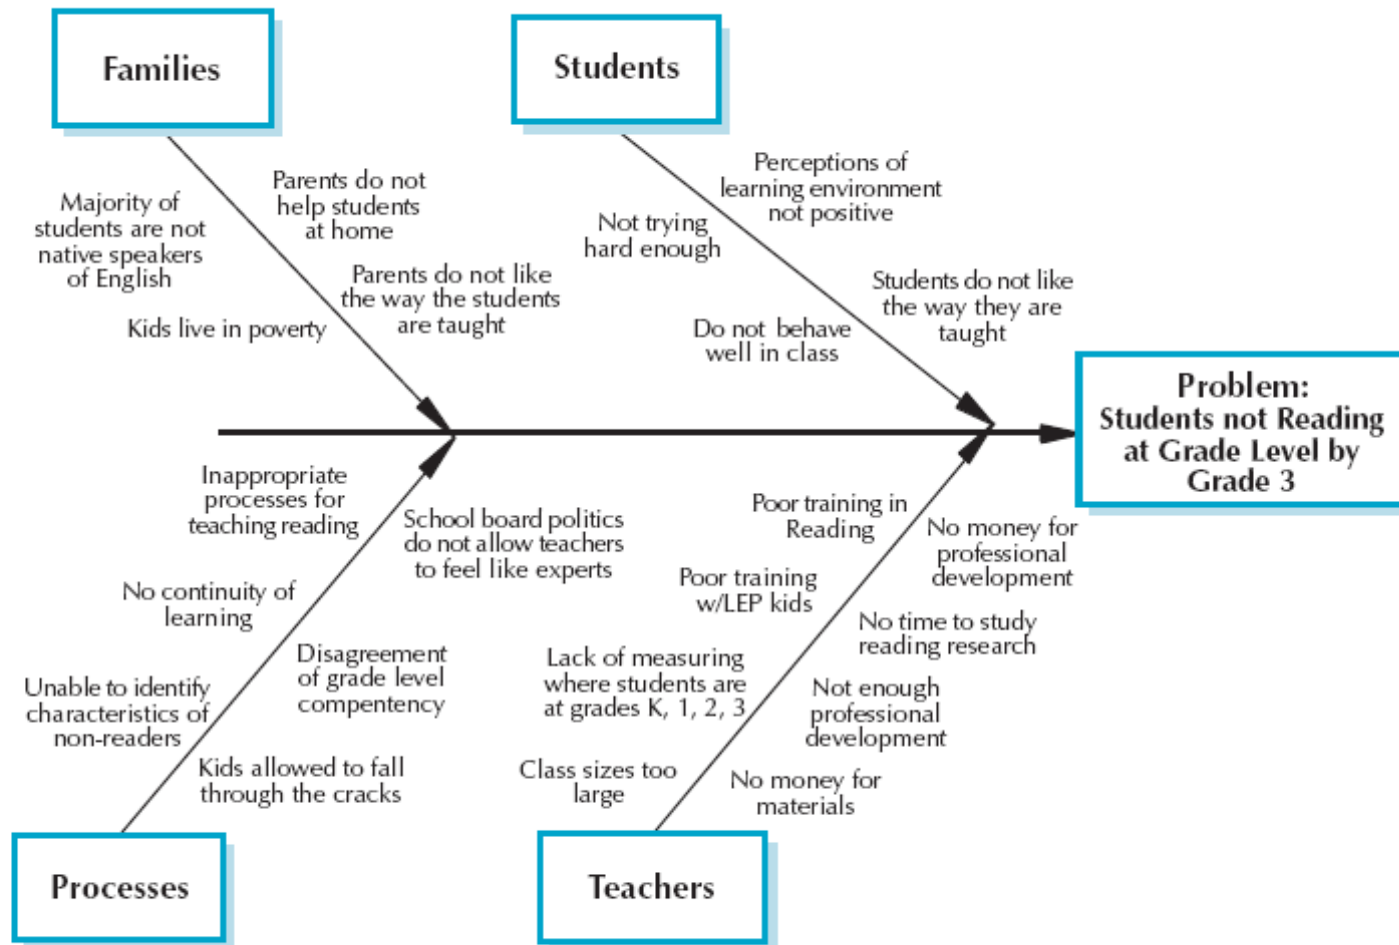 Families
Students
Majority of
students are not
native speakers
of English
Kids live in poverty
Parents do not
help students
at home
Parents do not like
the way the students
are taught
Not trying
hard enough
Do not behave
well in class
Perceptions of
learning environment
not positive
Students do not like
the way they are
taught
Problem:
Students not Reading
at Grade Level by
Grade 3
Inappropriate
processes for
teaching reading
No continuity of
learning
Unable to identify
characteristics of
non-readers
School board politics
do not allow teachers
to feel like experts
Disagreement
of grade level
compentency
Kids allowed to fall
through the cracks
Poor training in
Reading
Poor training
w/LEP kids
Lack of measuring
where students are
at grades K, 1, 2, 3
Class sizes too
large
No money for
professional
development
No time to study
reading research
Not enough
professional
development
No money for
materials
Processes
Teachers